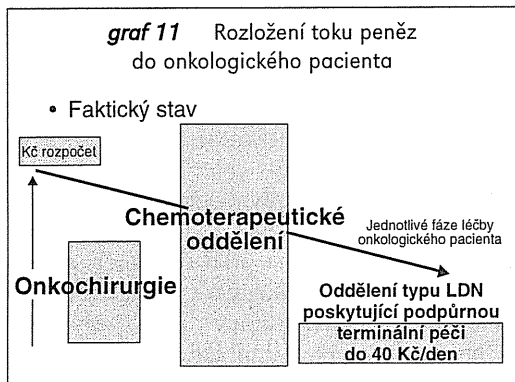 graf 11 Rozložení toku peněz
do onkologického pacienta
• Faktický stav
Kč rozpočet
Chemoterapeutické
oddělení
Jednotlivé fáze léčby
onkologického pacienta
Onkochirurgie
Oddělení typu LDN
poskytující podpůrnou
terminální péči
do 40 Kč/den